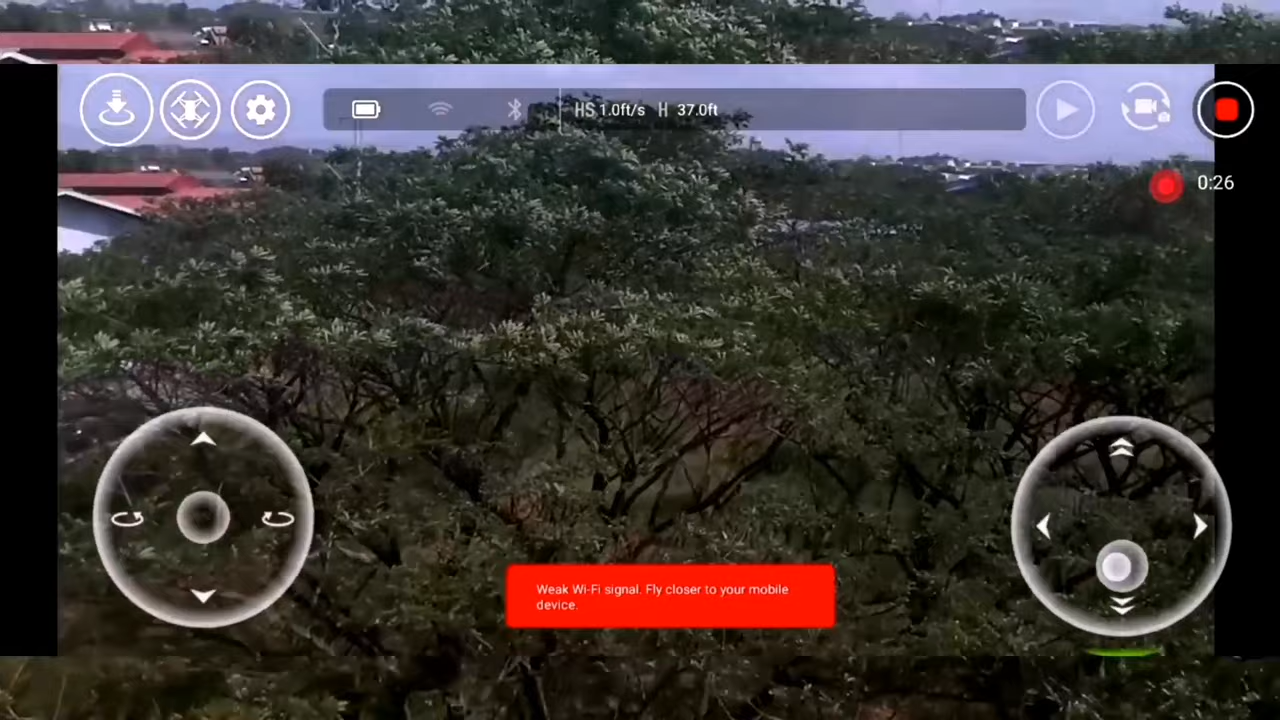 HS 1.0ft/s H 37.0ft
0:26
Weak Wi-Fi signal. Fly closer to your mobile
device.